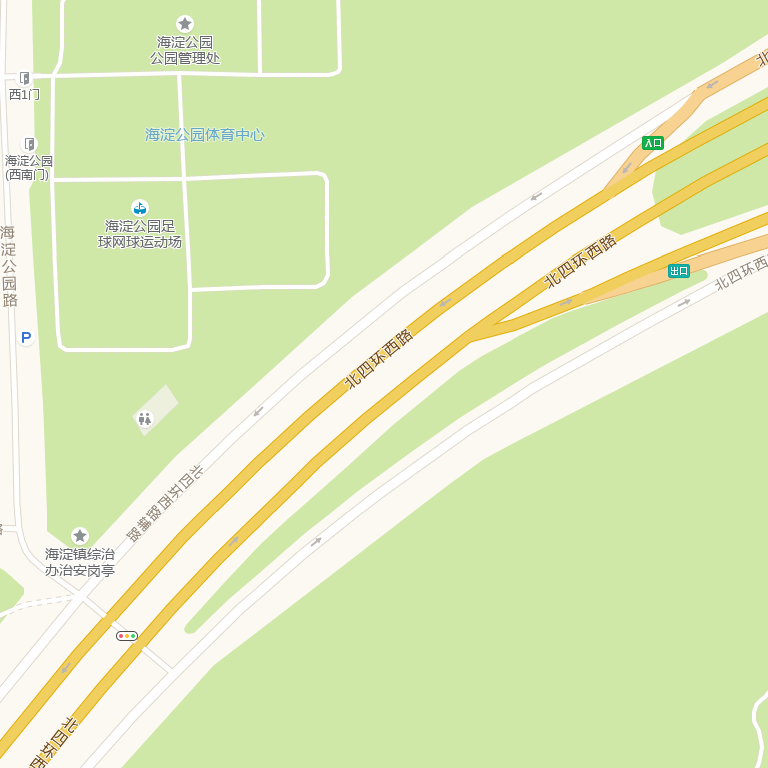 海淀公园
公园管理处
西1门
海淀公园体育中心
海淀公园
(西南门)
海淀公园足
球网球运动场
海淀公园路
P
入口
出口
北
北四环西路
北四环西
北四环西路
北四环西路辅路
海淀镇综治
办治安岗亭
路
北四环西